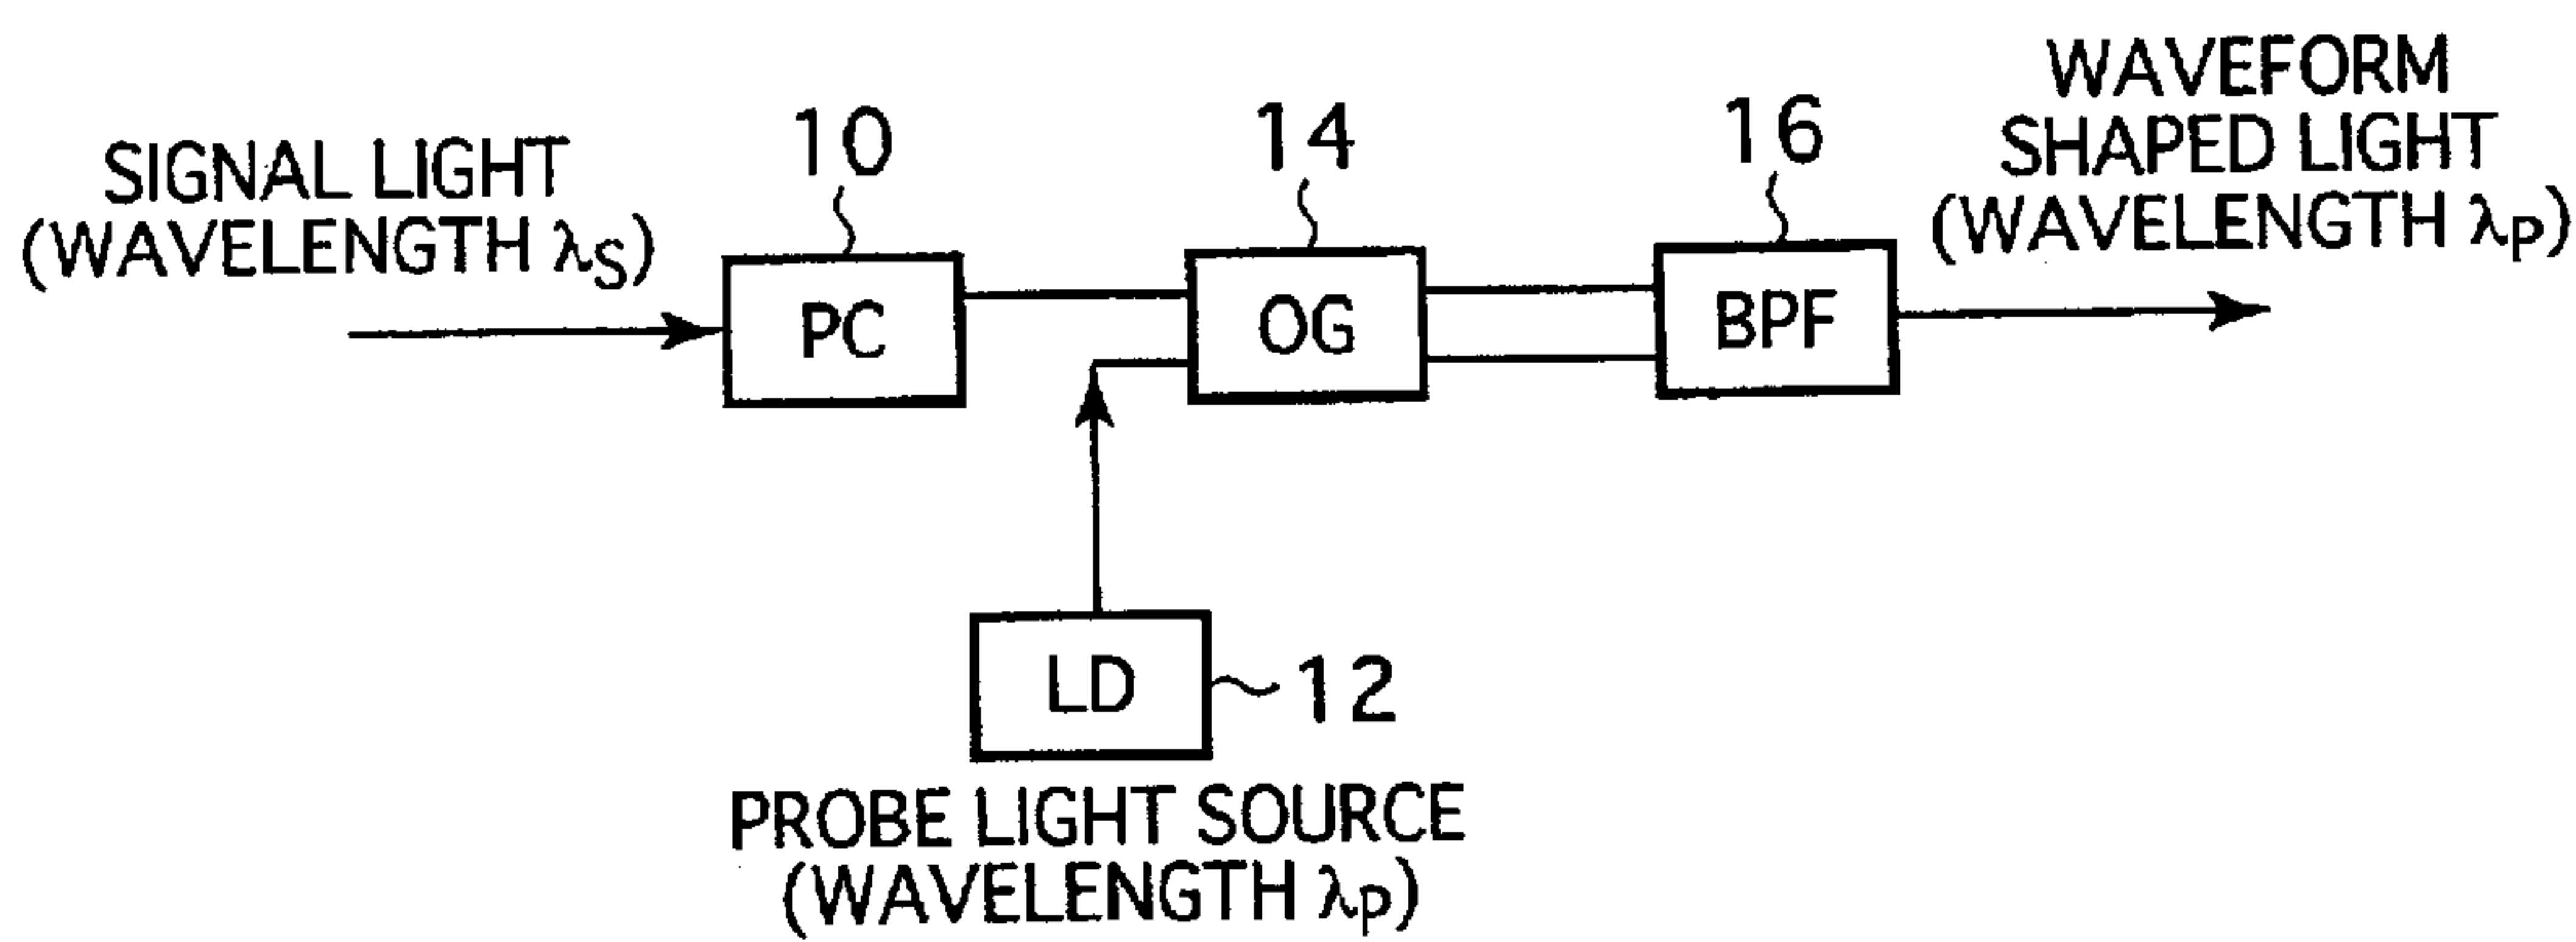 SIGNAL LIGHT
(WAVELENGTH λS)
10
PC
14
OG
16
BPF
WAVEFORM
SHAPED LIGHT
(WAVELENGTH λP)
LD
12
PROBE LIGHT SOURCE
(WAVELENGTH λP)